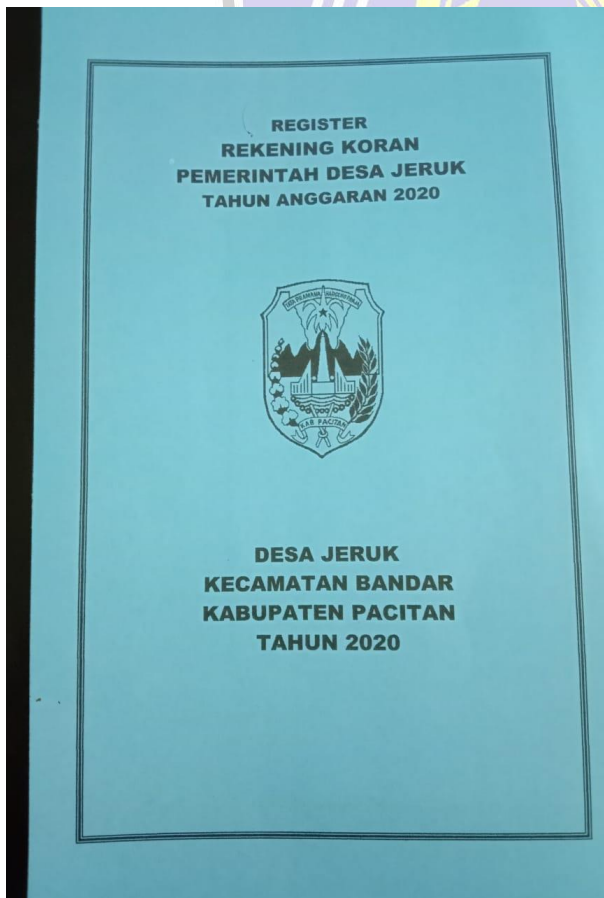 REGISTER
REKENING KORAN
PEMERINTAH DESA JERUK
TAHUN ANGGARAN 2020
KAB PACITAN
DESA JERUK
KECAMATAN BANDAR
KABUPATEN PACITAN
TAHUN 2020